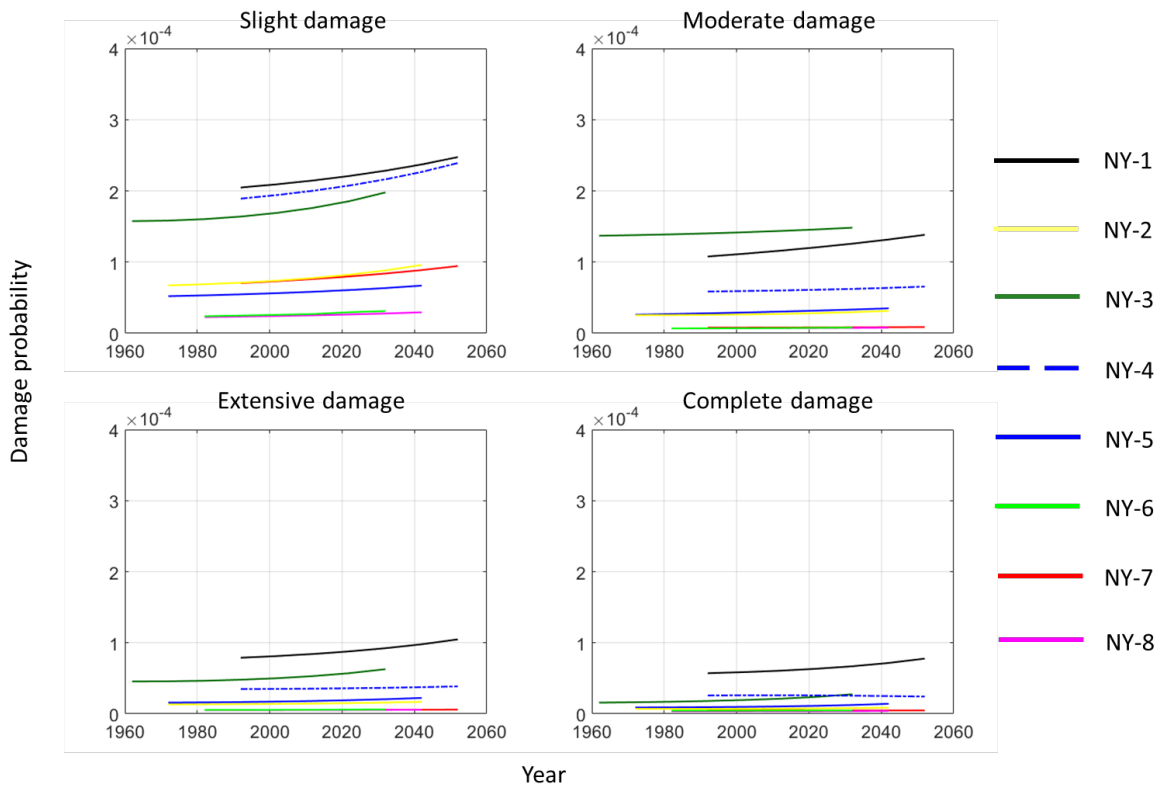 Slight damage
Moderate damage
×10-4
4
3
2
1
0
1960 1980 2000 2020 2040 2060
×10-4
4
3
2
1
0
1960 1980 2000 2020 2040 2060
Extensive damage
Complete damage
×10-4
4
3
2
1
0
1960 1980 2000 2020 2040 2060
×10-4
4
3
2
1
0
1960 1980 2000 2020 2040 2060
Damage probability
Year
NY-1
NY-2
NY-3
NY-4
NY-5
NY-6
NY-7
NY-8